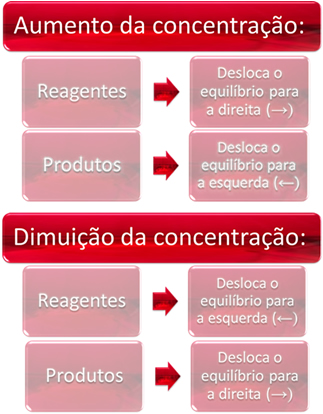 Aumento da concentração:
Reagentes
Desloca o
equilíbrio para
a direita (→)
Produtos
Desloca o
equilíbrio para
a esquerda (←)
Dimuição da concentração:
Reagentes
Desloca o
equilíbrio para
a esquerda (←)
Produtos
Desloca o
equilíbrio para
a direita (→)